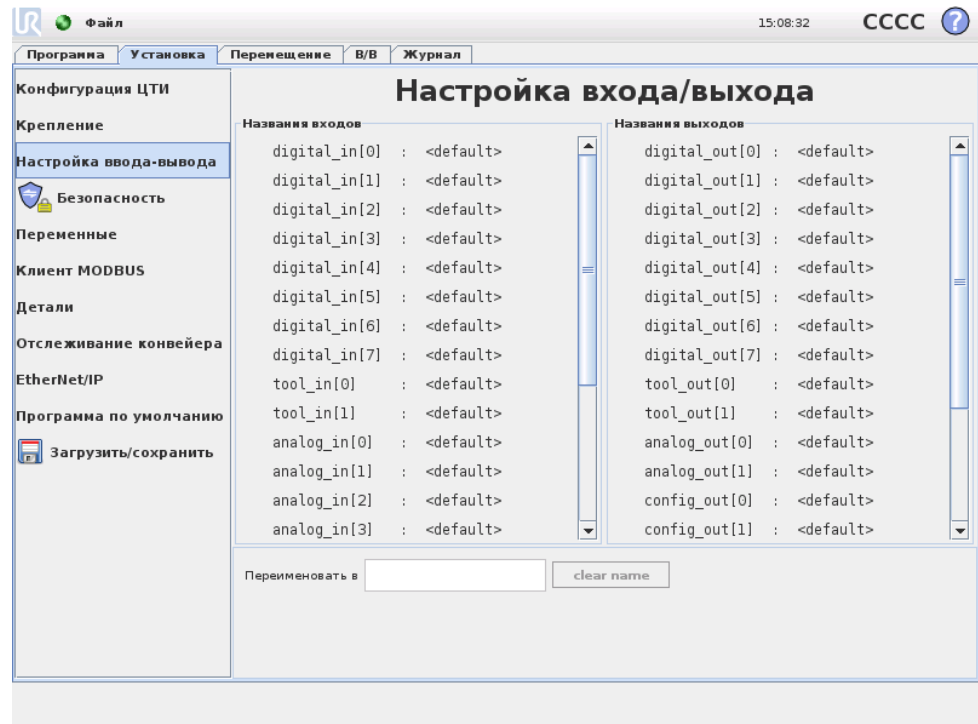 UR Файл 15:08:32 CCCC ?
Программа Установка Перемещение В/В Журнал
Конфигурация ЦТИ
Крепление
Настройка ввода-вывода
Безопасность
Переменные
Клиент MODBUS
Детали
Отслеживание конвейера
EtherNet/IP
Программа по умолчанию
Загрузить/сохранить
Настройка входа/выхода
Названия входов
digital_in[0] : <default>
digital_in[1] : <default>
digital_in[2] : <default>
digital_in[3] : <default>
digital_in[4] : <default>
digital_in[5] : <default>
digital_in[6] : <default>
digital_in[7] : <default>
tool_in[0] : <default>
tool_in[1] : <default>
analog_in[0] : <default>
analog_in[1] : <default>
analog_in[2] : <default>
analog_in[3] : <default>
Названия выходов
digital_out[0] : <default>
digital_out[1] : <default>
digital_out[2] : <default>
digital_out[3] : <default>
digital_out[4] : <default>
digital_out[5] : <default>
digital_out[6] : <default>
digital_out[7] : <default>
tool_out[0] : <default>
tool_out[1] : <default>
analog_out[0] : <default>
analog_out[1] : <default>
config_out[0] : <default>
config_out[1] : <default>
Переименовать в clear name